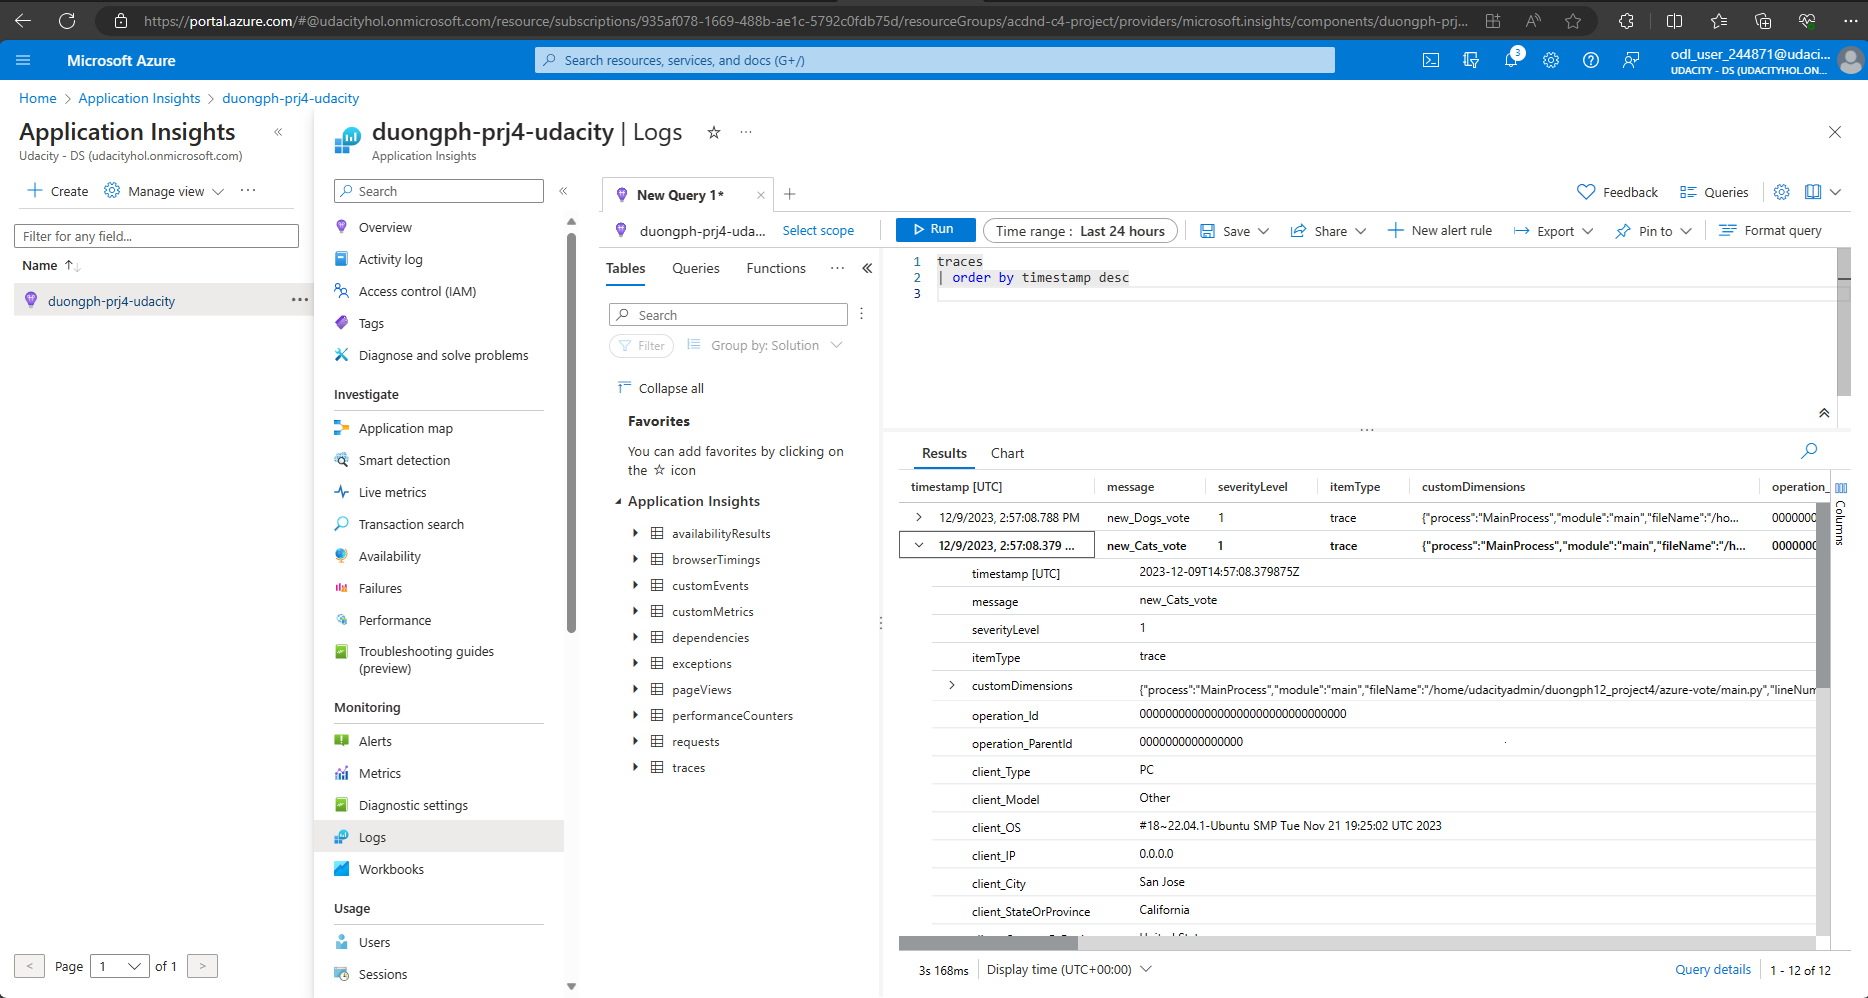 https://portal.azure.com/#@udacityhol.onmicrosoft.com/resource/subscriptions/935af078-1669-488b-ae1c-5792c0fdb75d/resourceGroups/acdnd-c4-project/providers/microsoft.insights/components/duongph-prj...
Microsoft Azure
Search resources, services, and docs (G+/)
3
odl_user_244871@udaci...
UDACITY - DS (UDACITYHOL.ON...
Home > Application Insights > duongph-prj4-udacity
Application Insights
Udacity - DS (udacityhol.onmicrosoft.com)
Create
Manage view
...
Filter for any field...
Name
duongph-prj4-udacity
...
< Page 1 of 1 >
duongph-prj4-udacity | Logs
...
Application Insights
Search
Overview
Activity log
Access control (IAM)
Tags
Diagnose and solve problems
Investigate
Application map
Smart detection
Live metrics
Transaction search
Availability
Failures
Performance
Troubleshooting guides
(preview)
Monitoring
Alerts
Metrics
Diagnostic settings
Logs
Workbooks
Usage
Users
Sessions
New Query 1*
Feedback
Queries
duongph-prj4-uda...
Select scope
Run
Time range : Last 24 hours
Save
Share
New alert rule
Export
Pin to
Format query
Tables
Queries
Functions
...
Search
Filter
Group by: Solution
Collapse all
Favorites
You can add favorites by clicking on
the ☆ icon
Application Insights
availabilityResults
browserTimings
customEvents
customMetrics
dependencies
exceptions
pageViews
performanceCounters
requests
traces
1 traces
2 | order by timestamp desc
3
Results
Chart
timestamp [UTC] message severityLevel itemType customDimensions operation_
12/9/2023, 2:57:08.788 PM new_Dogs_vote 1 trace {"process":"MainProcess","module":"main","fileName":"/ho... 0000000
12/9/2023, 2:57:08.379 ... new_Cats_vote 1 trace {"process":"MainProcess","module":"main","fileName":"/h... 0000000
timestamp [UTC] 2023-12-09T14:57:08.379875Z
message new_Cats_vote
severityLevel 1
itemType trace
customDimensions {"process":"MainProcess","module":"main","fileName":"/home/udacityadmin/duongph12_project4/azure-vote/main.py","lineNum
operation_Id 00000000000000000000000000000000
operation_ParentId 0000000000000000
client_Type PC
client_Model Other
client_OS #18~22.04.1-Ubuntu SMP Tue Nov 21 19:25:02 UTC 2023
client_IP 0.0.0.0
client_City San Jose
client_StateOrProvince California
Columns
3s 168ms
Display time (UTC+00:00)
Query details
1 - 12 of 12